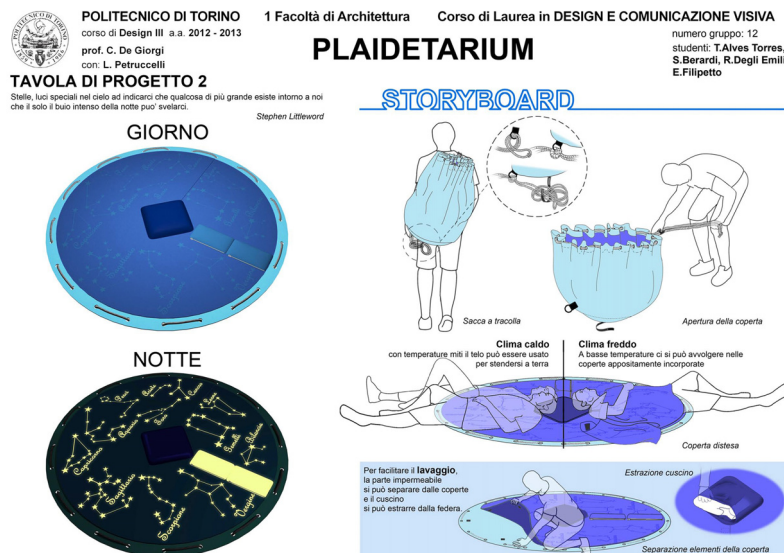 POLITECNICO DI TORINO
1 Facoltà di Architettura
Corso di Laurea in DESIGN E COMUNICAZIONE VISIVA
corso di Design III a.a. 2012 - 2013
prof. C. De Giorgi
con: L. Petruccelli
PLAIDETARIUM
numero gruppo: 12
studenti: T.Alves Torres,
S.Berardi, R.Degli Emili
E.Filipetto
TAVOLA DI PROGETTO 2
Stelle, luci speciali nel cielo ad indicarci che qualcosa di più grande esiste intorno a noi
che il solo il buio intenso della notte puo' svelarci.
Stephen Littleword
GIORNO
NOTTE
Capricorno
Sagittario
Scorpione
Vergine
Gemelli
STORYBOARD
Sacca a tracolla
Apertura della coperta
Clima caldo
con temperature miti il telo può essere usato
per stendersi a terra
Clima freddo
A basse temperature ci si può avvolgere nelle
coperte appositamente incorporate
Coperta distesa
Per facilitare il lavaggio,
la parte impermeabile
si può separare dalle coperte
e il cuscino
si può estrarre dalla federa.
Estrazione cuscino
Separazione elementi della coperta